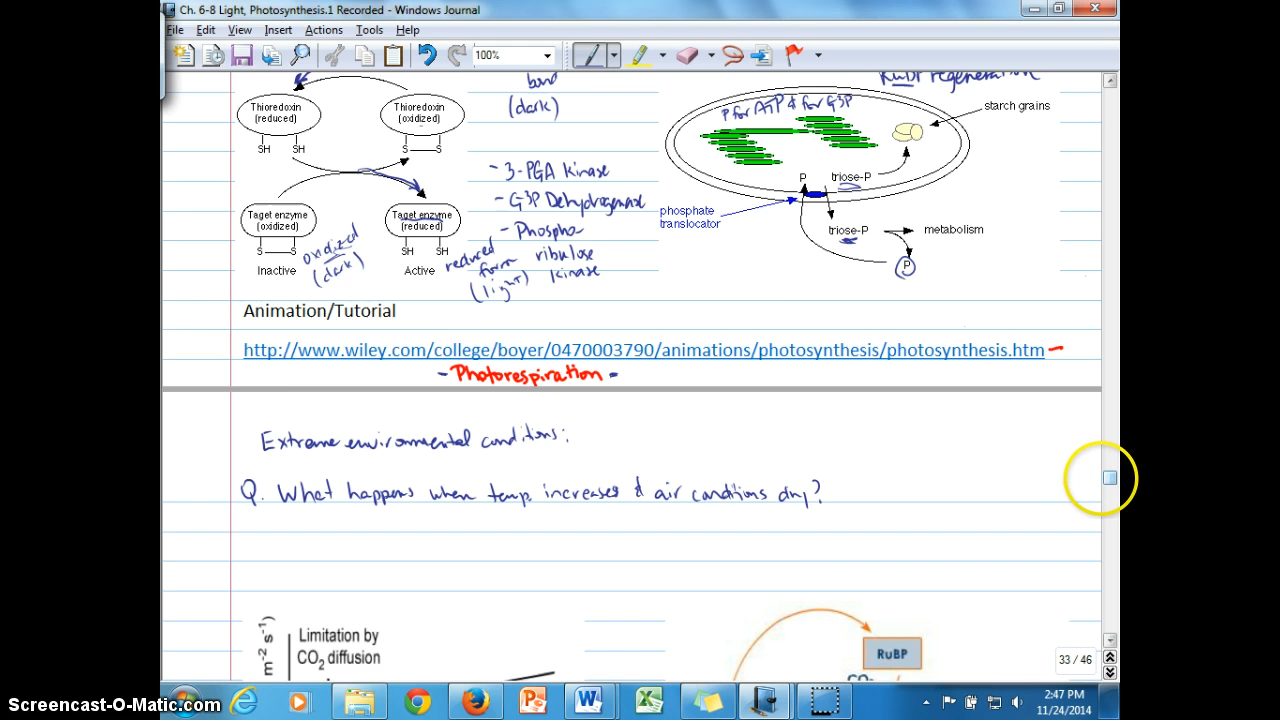 Ch. 6-8 Light, Photosynthesis.1 Recorded - Windows Journal
File Edit View Insert Actions Tools Help
100%
RuBP regeneration
bond
(dark)
P for ATP & for G3P
starch grains
Thioredoxin
(reduced)
Thioredoxin
(oxidized)
SH SH
S S
- 3-PGA Kinase
- G3P Dehydrogenase
- Phospho
ribulose
kinase
P
triose-P
phosphate
translocator
triose-P
metabolism
P
Taget enzyme
(oxidized)
Taget enzyme
(reduced)
S S
SH SH
Inactive
Active
oxidized
(dark)
reduced
form
(light)
Animation/Tutorial
http://www.wiley.com/college/boyer/0470003790/animations/photosynthesis/photosynthesis.htm -
- Photorespiration -
Extreme environmental conditions:
Q. What happens when temp. increases & air conditions dry?
m-2 s-1)
Limitation by
CO2 diffusion
RuBP
CO2
33 / 46
2:47 PM
11/24/2014
Screencast-O-Matic.com